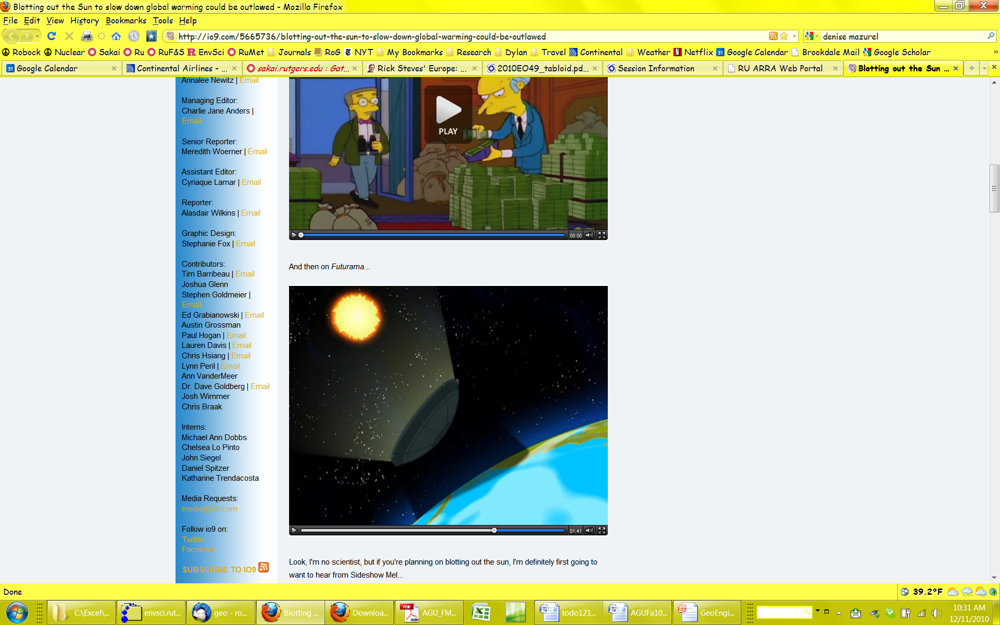 Blotting out the Sun to slow down global warming could be outlawed - Mozilla Firefox
File Edit View History Bookmarks Tools Help
http://io9.com/5665736/blotting-out-the-sun-to-slow-down-global-warming-could-be-outlawed
denise mazurel
Robock Nuclear Sakai Ru RuF&S EnvSci RuMet Journals RoG NYT My Bookmarks Research Dylan Travel Continental Weather Netflix Google Calendar Brookdale Mail Google Scholar »
Google Calendar
Continental Airlines - ...
sakai.rutgers.edu : Gat...
Rick Steves' Europe: ...
2010EO49_tabloid.pd...
Session Information
RU ARRA Web Portal
Blotting out the Sun ...
Annalee Newitz | Email
Managing Editor:
Charlie Jane Anders |
Email
Senior Reporter:
Meredith Woerner | Email
Assistant Editor:
Cyriaque Lamar | Email
Reporter:
Alasdair Wilkins | Email
Graphic Design:
Stephanie Fox | Email
Contributors:
Tim Barribeau | Email
Joshua Glenn
Stephen Goldmeier |
Email
Ed Grabianowski | Email
Austin Grossman
Paul Hogan | Email
Lauren Davis | Email
Chris Hsiang | Email
Lynn Peril | Email
Ann VanderMeer
Dr. Dave Goldberg | Email
Josh Wimmer
Chris Braak
Interns:
Michael Ann Dobbs
Chelsea Lo Pinto
John Siegel
Daniel Spitzer
Katharine Trendacosta
Media Requests:
media@io9.com
Follow io9 on:
Twitter
Facebook
SUBSCRIBE TO IO9
PLAY
00:00
And then on Futurama...
01:41
Look, I'm no scientist, but if you're planning on blotting out the sun, I'm definitely first going to
want to hear from Sideshow Mel...
Done
39.2°F
C:\Excel\...
envsci.rut...
geo - ro...
Blotting ...
Downloa...
AGU_FM...
todo121...
AGUFa10...
GeoEngi...
10:31 AM
12/11/2010